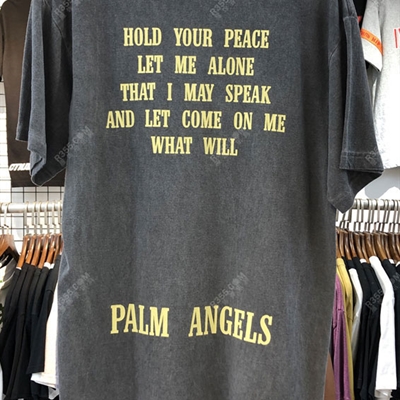 HOLD YOUR PEACE
LET ME ALONE
THAT I MAY SPEAK
AND LET COME ON ME
WHAT WILL
PALM ANGELS